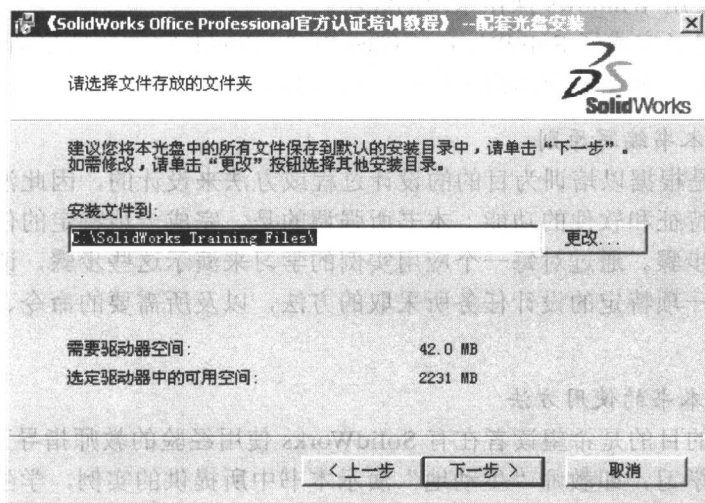 《SolidWorks Office Professional官方认证培训教程》 --配套光盘安装
请选择文件存放的文件夹
SolidWorks
建议您将本光盘中的所有文件保存到默认的安装目录中，请单击“下一步”。
如需修改，请单击“更改”按钮选择其他安装目录。
安装文件到:
C:\SolidWorks Training Files\
更改...
需要驱动器空间: 42.0 MB
选定驱动器中的可用空间: 2231 MB
< 上一步 下一步 > 取消